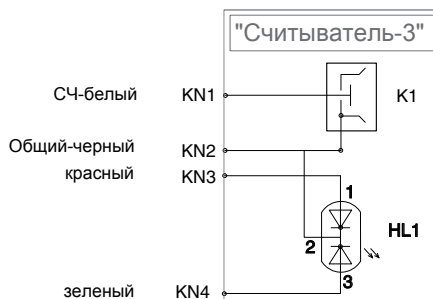 "Считыватель-3"
СЧ-белый KN1 K1
Общий-черный KN2
красный KN3
1
2 HL1
3
зеленый KN4